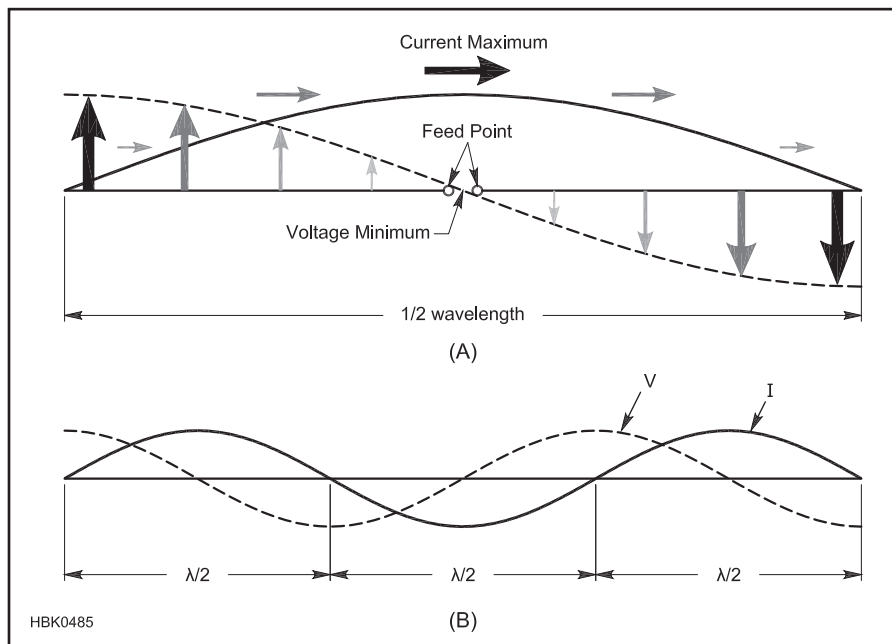 Current Maximum
Feed Point
Voltage Minimum
1/2 wavelength
(A)
V
I
λ/2
λ/2
λ/2
(B)
HBK0485